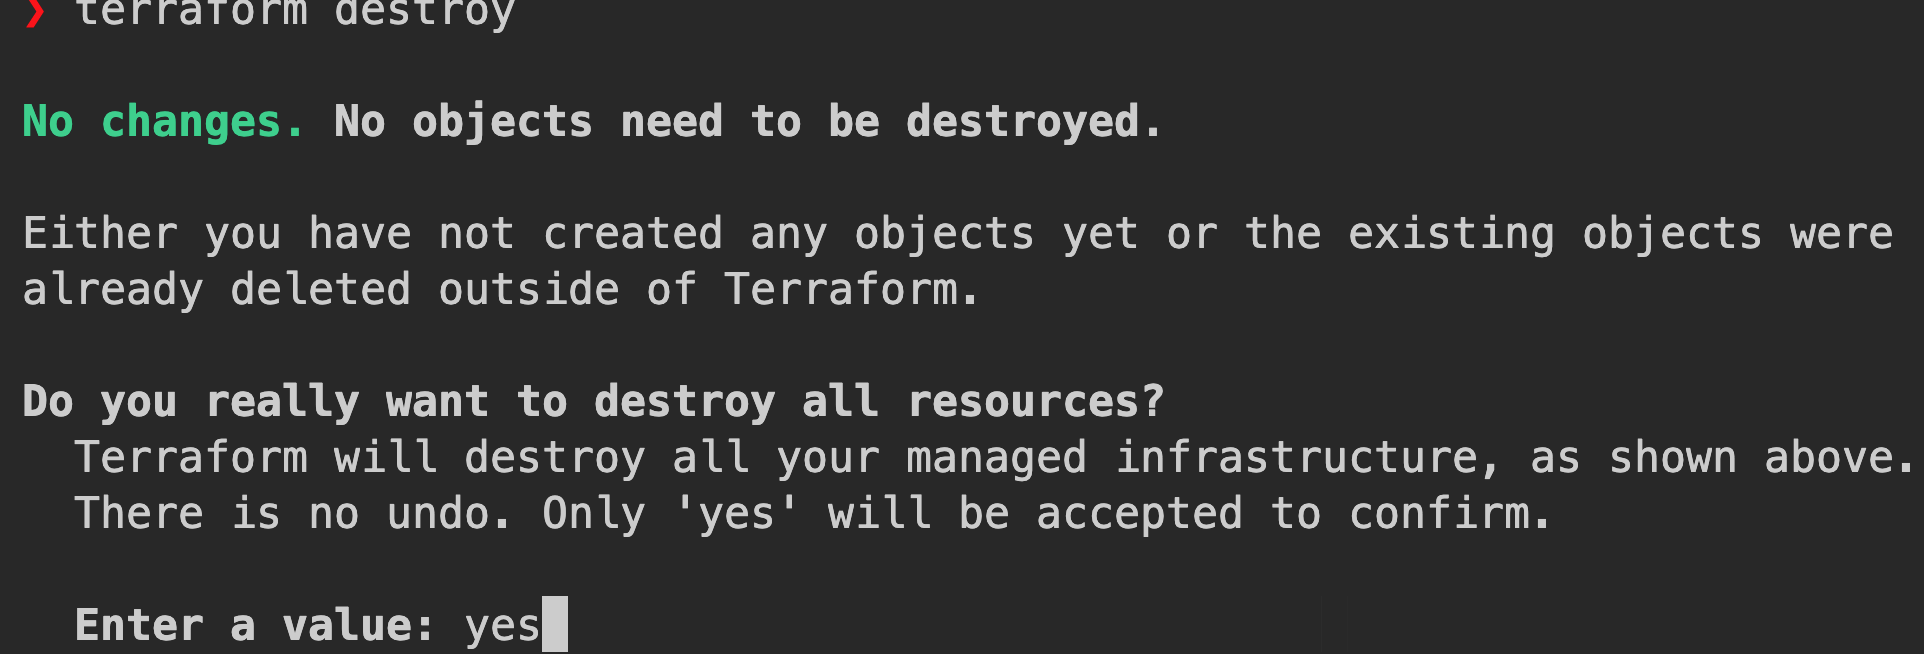 ❯ terraform destroy
No changes. No objects need to be destroyed.
Either you have not created any objects yet or the existing objects were
already deleted outside of Terraform.
Do you really want to destroy all resources?
Terraform will destroy all your managed infrastructure, as shown above.
There is no undo. Only 'yes' will be accepted to confirm.
Enter a value: yes